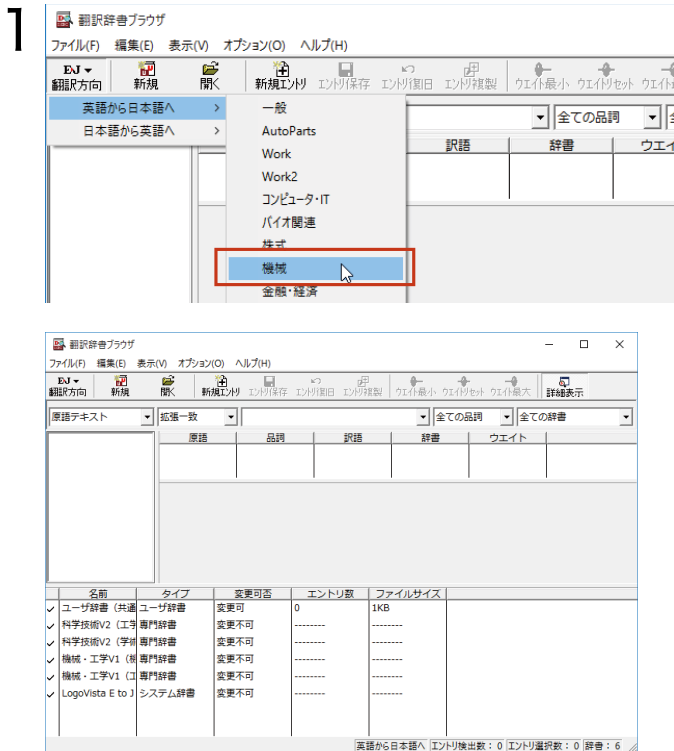 1
翻訳辞書ブラウザ
ファイル(F) 編集(E) 表示(V) オプション(O) ヘルプ(H)
EJ 翻訳方向 新規 開く 新規エントリ エントリ保存 エントリ復旧 エントリ複製 ウエイト最小 ウエイトリセット
英語から日本語へ > 一般 全ての品詞
日本語から英語へ > AutoParts
訳語 辞書
Work
Work2
コンピュータ・IT
バイオ関連
株式
機械
金融・経済
翻訳辞書ブラウザ
ファイル(F) 編集(E) 表示(V) オプション(O) ヘルプ(H)
EJ 翻訳方向 新規 開く 新規エントリ エントリ保存 エントリ復旧 エントリ複製 ウエイト最小 ウエイトリセット ウエイト最大 詳細表示
原語テキスト 拡張一致 全ての品詞 全ての辞書
原語 品詞 訳語 辞書 ウエイト
名前 タイプ 変更可否 エントリ数 ファイルサイズ
✓ ユーザ辞書（共通 ユーザ辞書 変更可 0 1KB
✓ 科学技術V2（工学 専門辞書 変更不可 -------- --------
✓ 科学技術V2（学術 専門辞書 変更不可 -------- --------
✓ 機械・工学V1（機 専門辞書 変更不可 -------- --------
✓ 機械・工学V1（工 専門辞書 変更不可 -------- --------
✓ LogoVista E to J システム辞書 変更不可 -------- --------
英語から日本語へ エントリ検出数：0 エントリ選択数：0 辞書：6